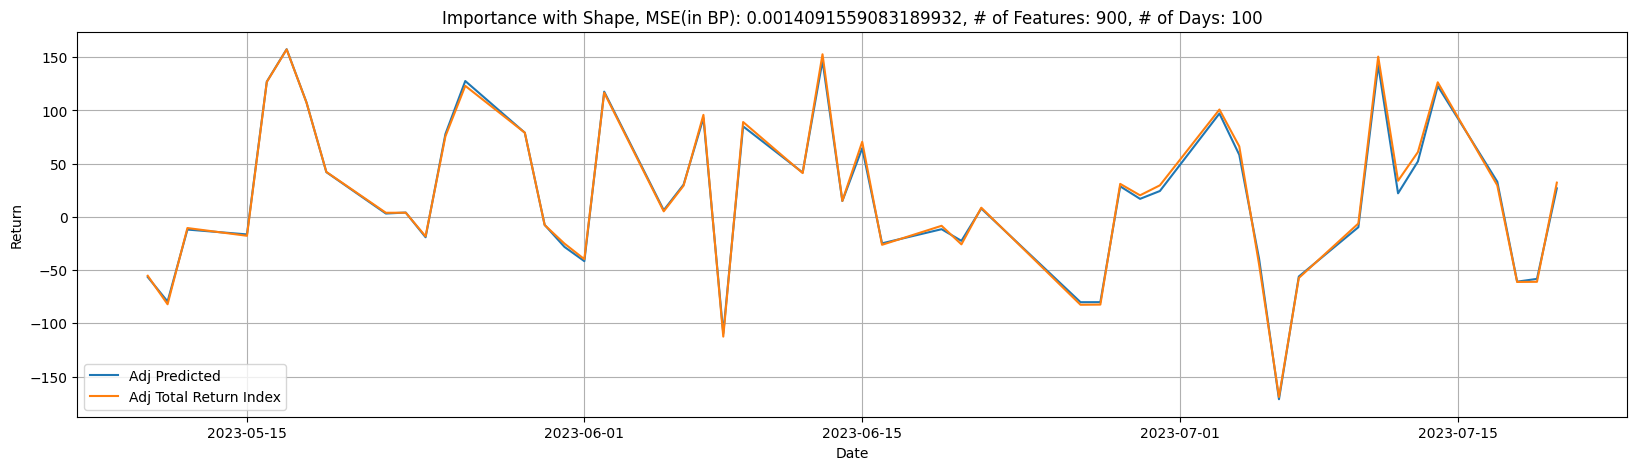 Importance with Shape, MSE(in BP): 0.0014091559083189932, # of Features: 900, # of Days: 100
Return
150
100
50
0
−50
−100
−150
Adj Predicted
Adj Total Return Index
2023-05-15
2023-06-01
2023-06-15
2023-07-01
2023-07-15
Date